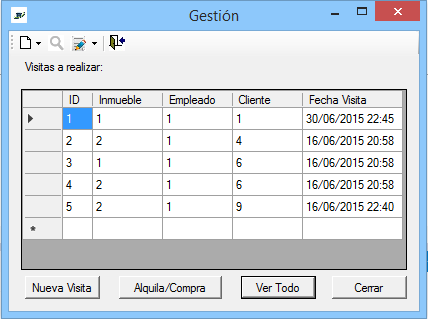 Gestión
Visitas a realizar:
ID Inmueble Empleado Cliente Fecha Visita
1 1 1 1 30/06/2015 22:45
2 2 1 4 16/06/2015 20:58
3 1 1 6 16/06/2015 20:58
4 2 1 6 16/06/2015 20:58
5 2 1 9 16/06/2015 22:40
*
Nueva Visita Alquila/Compra Ver Todo Cerrar